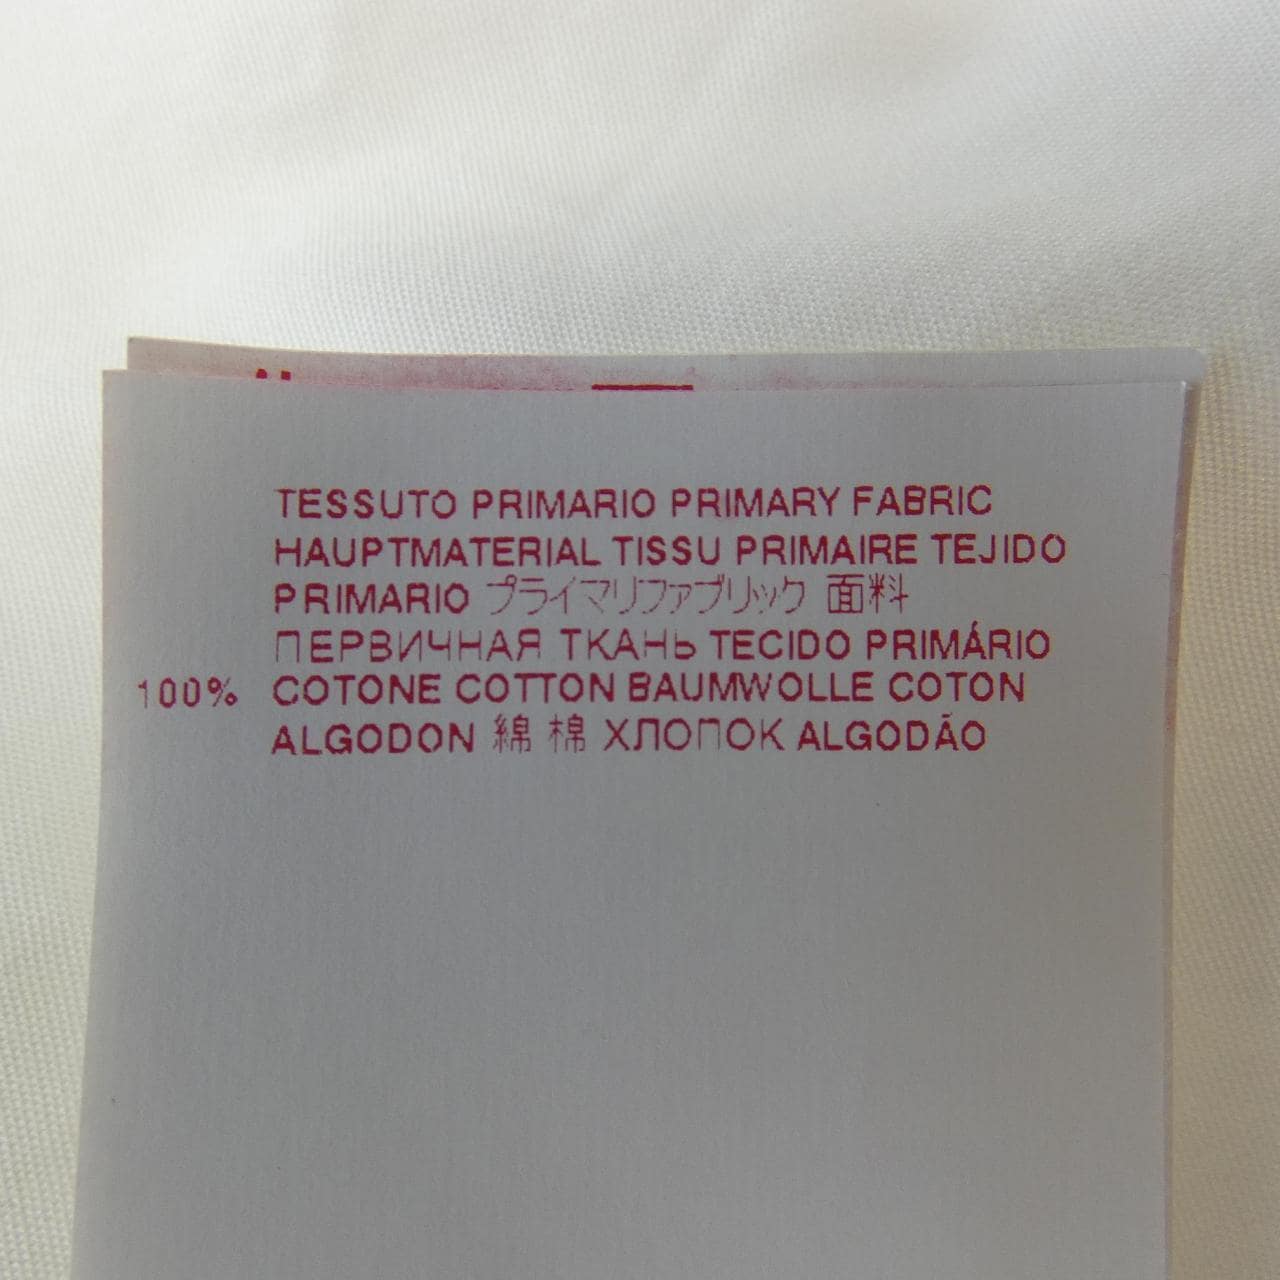 TESSUTO PRIMARIO PRIMARY FABRIC
HAUPTMATERIAL TISSU PRIMAIRE TEJIDO
PRIMARIO プライマリファブリック 面料
ПЕРВИЧНАЯ ТКАНЬ TECIDO PRIMÁRIO
100% COTONE COTTON BAUMWOLLE COTON
ALGODON 綿 棉 ХЛОПОК ALGODÃO